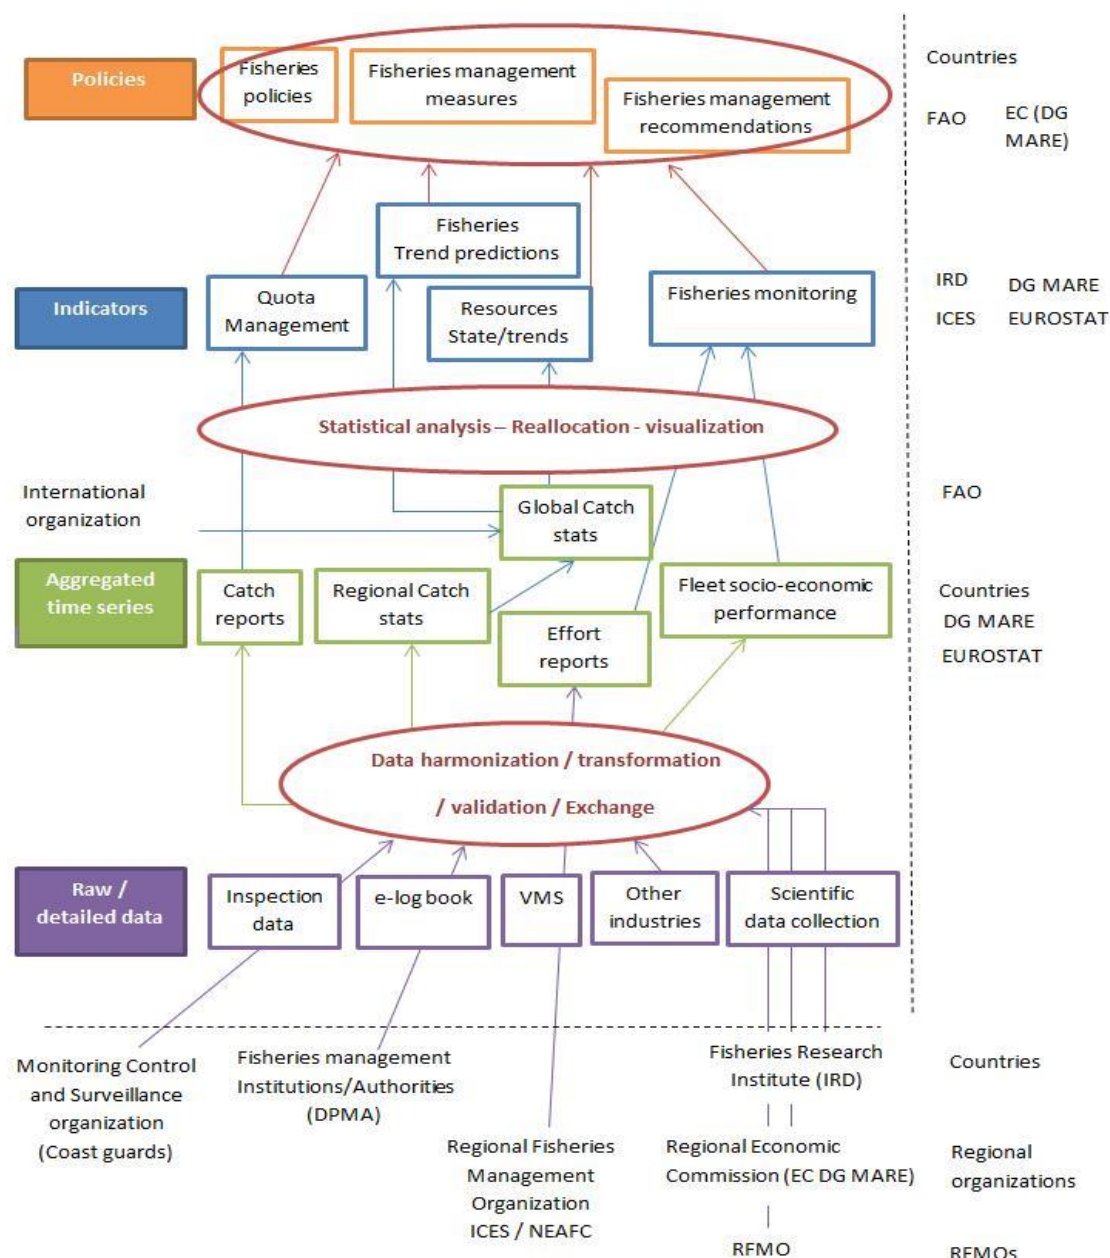 Policies
Fisheries
policies
Fisheries management
measures
Fisheries management
recommendations
Countries
FAO
EC (DG
MARE)
Fisheries
Trend predictions
Indicators
Quota
Management
Resources
State/trends
Fisheries monitoring
IRD
DG MARE
ICES
EUROSTAT
Statistical analysis – Reallocation - visualization
International
organization
Global Catch
stats
FAO
Aggregated
time series
Catch
reports
Regional Catch
stats
Effort
reports
Fleet socio-economic
performance
Countries
DG MARE
EUROSTAT
Data harmonization / transformation
/ validation / Exchange
Raw /
detailed data
Inspection
data
e-log book
VMS
Other
industries
Scientific
data collection
Monitoring Control
and Surveillance
organization
(Coast guards)
Fisheries management
Institutions/Authorities
(DPMA)
Regional Fisheries
Management
Organization
ICES / NEAFC
Fisheries Research
Institute (IRD)
Countries
Regional Economic
Commission (EC DG MARE)
Regional
organizations
RFMO
RFMOs